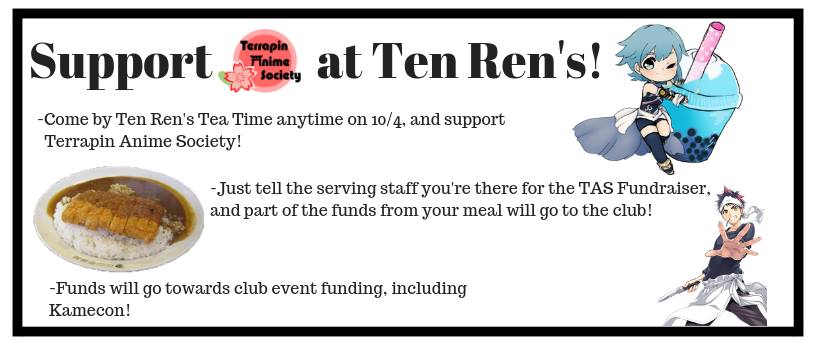 Support Terrapin Anime Society at Ten Ren's!
-Come by Ten Ren's Tea Time anytime on 10/4, and support
Terrapin Anime Society!
-Just tell the serving staff you're there for the TAS Fundraiser,
and part of the funds from your meal will go to the club!
-Funds will go towards club event funding, including
Kamecon!